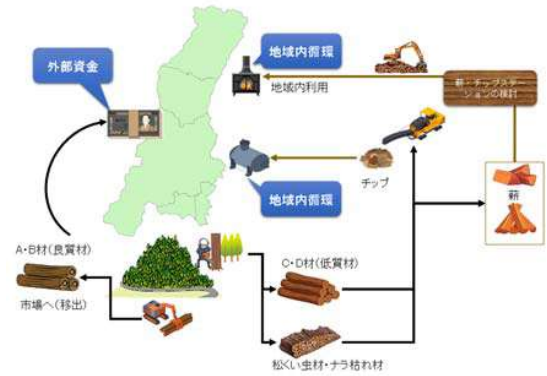 地域内循環
外部資金
地域内利用
薪・チップステー
ションの検討
チップ
薪
地域内循環
A・B材(良質材)
C・D材(低質材)
市場へ(移出)
松くい虫材・ナラ枯れ材